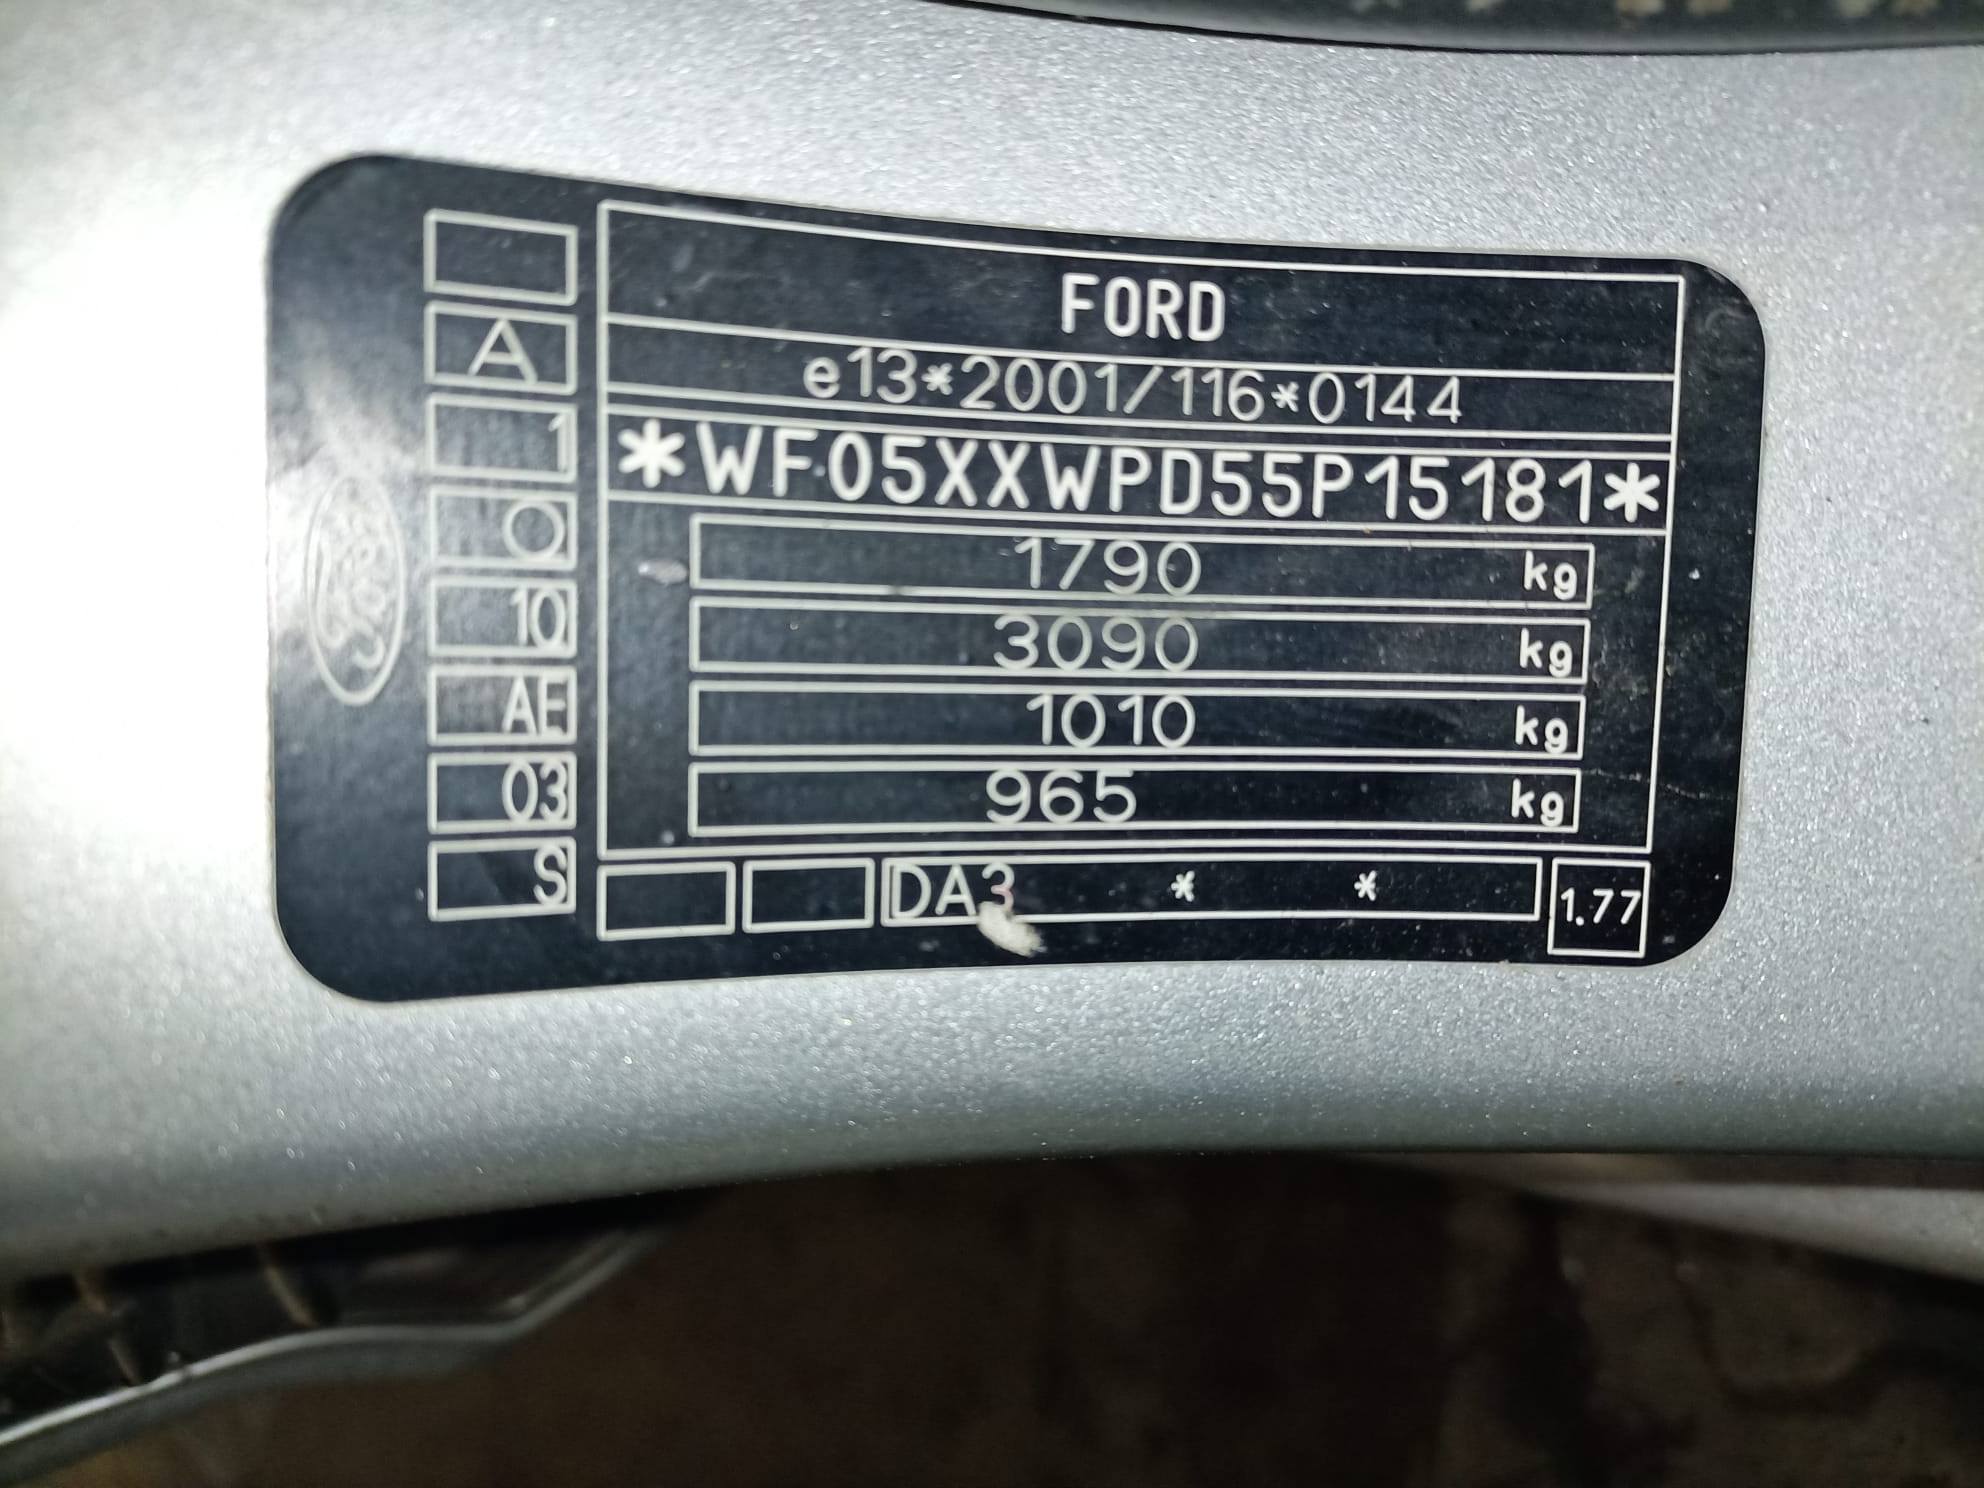 FORD
e13*2001/116*0144
*WF05XXWPD55P15181*
1790 kg
3090 kg
1010 kg
965 kg
DA3 * *
1.77
A
1
O
10
AE
03
S